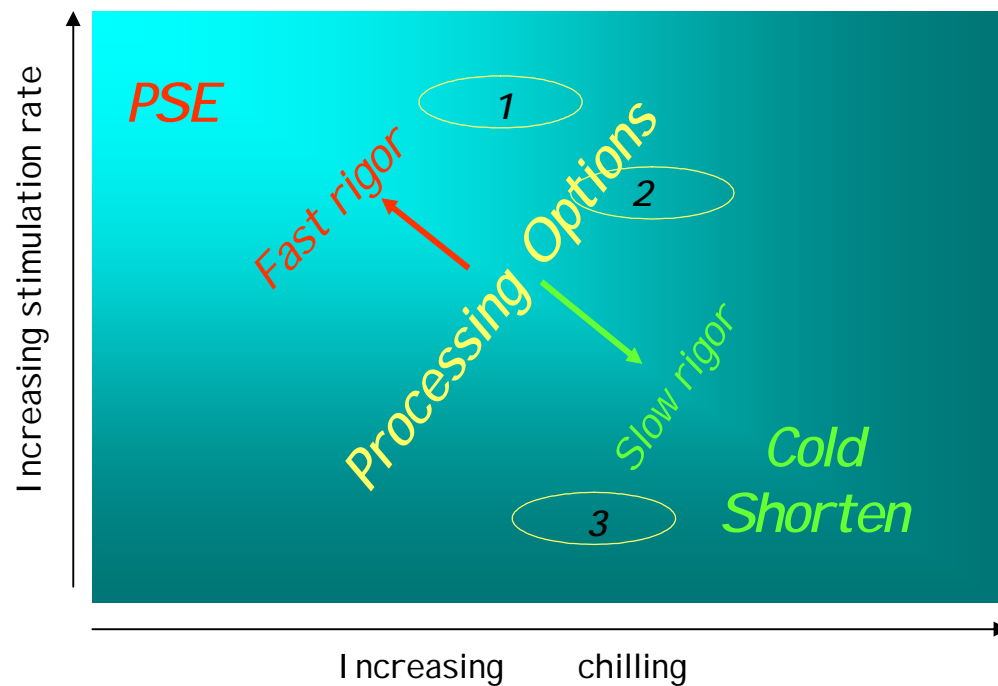 Increasing stimulation rate
PSE
1
Fast rigor
Processing Options
2
Slow rigor
Cold
Shorten
3
Increasing chilling